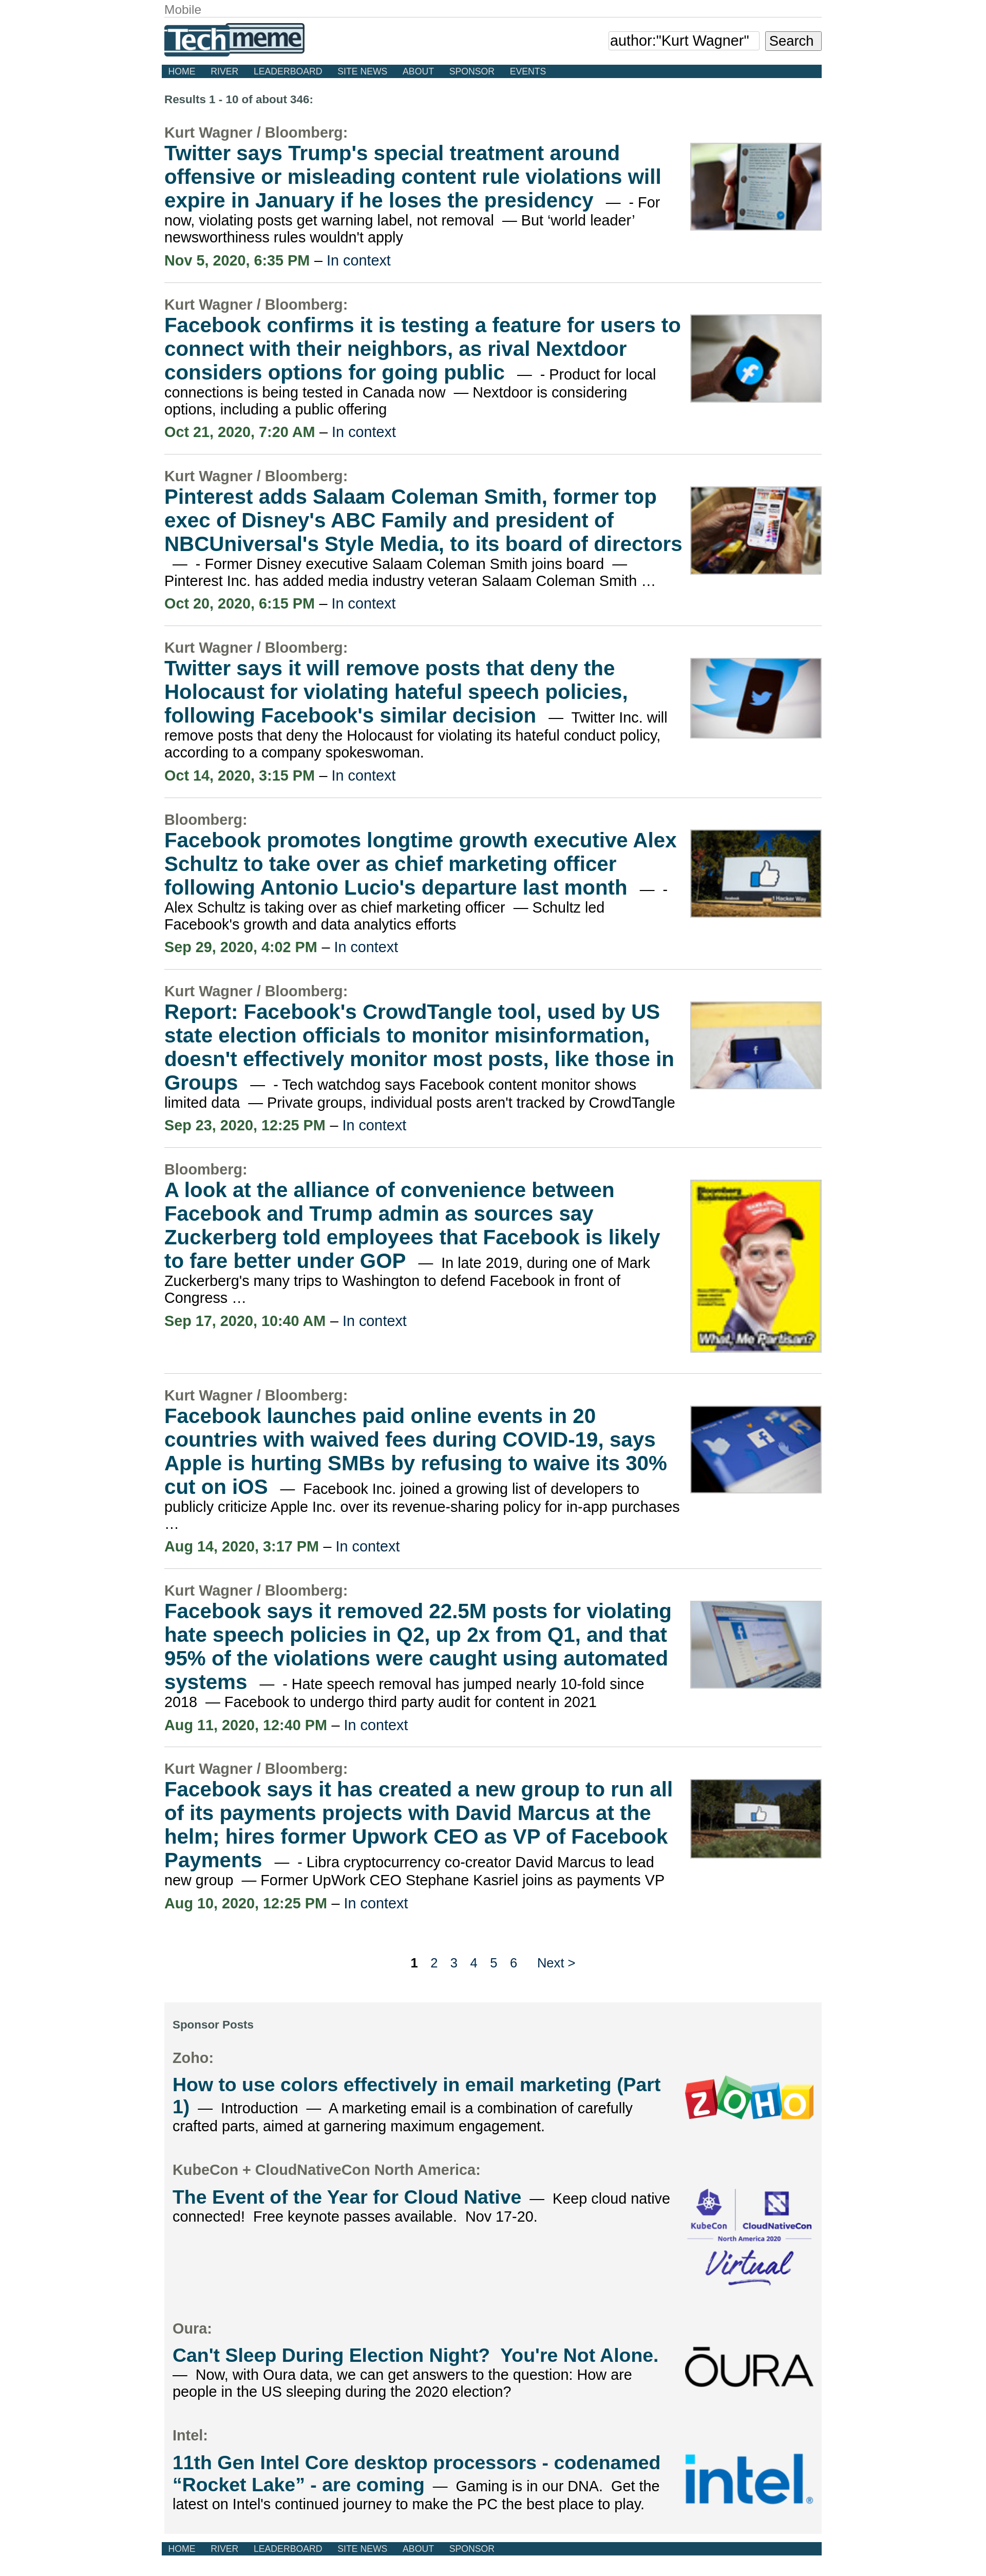 Mobile
Techmeme
author:"Kurt Wagner"
Search
HOME RIVER LEADERBOARD SITE NEWS ABOUT SPONSOR EVENTS
Results 1 - 10 of about 346:
Kurt Wagner / Bloomberg:
Twitter says Trump's special treatment around
offensive or misleading content rule violations will
expire in January if he loses the presidency — - For
now, violating posts get warning label, not removal — But ‘world leader’
newsworthiness rules wouldn't apply
Nov 5, 2020, 6:35 PM – In context
Kurt Wagner / Bloomberg:
Facebook confirms it is testing a feature for users to
connect with their neighbors, as rival Nextdoor
considers options for going public — - Product for local
connections is being tested in Canada now — Nextdoor is considering
options, including a public offering
Oct 21, 2020, 7:20 AM – In context
Kurt Wagner / Bloomberg:
Pinterest adds Salaam Coleman Smith, former top
exec of Disney's ABC Family and president of
NBCUniversal's Style Media, to its board of directors
— - Former Disney executive Salaam Coleman Smith joins board —
Pinterest Inc. has added media industry veteran Salaam Coleman Smith …
Oct 20, 2020, 6:15 PM – In context
Kurt Wagner / Bloomberg:
Twitter says it will remove posts that deny the
Holocaust for violating hateful speech policies,
following Facebook's similar decision — Twitter Inc. will
remove posts that deny the Holocaust for violating its hateful conduct policy,
according to a company spokeswoman.
Oct 14, 2020, 3:15 PM – In context
Bloomberg:
Facebook promotes longtime growth executive Alex
Schultz to take over as chief marketing officer
following Antonio Lucio's departure last month — -
Alex Schultz is taking over as chief marketing officer — Schultz led
Facebook's growth and data analytics efforts
Sep 29, 2020, 4:02 PM – In context
Hacker Way
Kurt Wagner / Bloomberg:
Report: Facebook's CrowdTangle tool, used by US
state election officials to monitor misinformation,
doesn't effectively monitor most posts, like those in
Groups — - Tech watchdog says Facebook content monitor shows
limited data — Private groups, individual posts aren't tracked by CrowdTangle
Sep 23, 2020, 12:25 PM – In context
Bloomberg:
A look at the alliance of convenience between
Facebook and Trump admin as sources say
Zuckerberg told employees that Facebook is likely
to fare better under GOP — In late 2019, during one of Mark
Zuckerberg's many trips to Washington to defend Facebook in front of
Congress …
Sep 17, 2020, 10:40 AM – In context
Bloomberg
Businessweek
What, Me Partisan?
Kurt Wagner / Bloomberg:
Facebook launches paid online events in 20
countries with waived fees during COVID-19, says
Apple is hurting SMBs by refusing to waive its 30%
cut on iOS — Facebook Inc. joined a growing list of developers to
publicly criticize Apple Inc. over its revenue-sharing policy for in-app purchases
…
Aug 14, 2020, 3:17 PM – In context
Kurt Wagner / Bloomberg:
Facebook says it removed 22.5M posts for violating
hate speech policies in Q2, up 2x from Q1, and that
95% of the violations were caught using automated
systems — - Hate speech removal has jumped nearly 10-fold since
2018 — Facebook to undergo third party audit for content in 2021
Aug 11, 2020, 12:40 PM – In context
Kurt Wagner / Bloomberg:
Facebook says it has created a new group to run all
of its payments projects with David Marcus at the
helm; hires former Upwork CEO as VP of Facebook
Payments — - Libra cryptocurrency co-creator David Marcus to lead
new group — Former UpWork CEO Stephane Kasriel joins as payments VP
Aug 10, 2020, 12:25 PM – In context
1 2 3 4 5 6 Next >
Sponsor Posts
Zoho:
How to use colors effectively in email marketing (Part
1) — Introduction — A marketing email is a combination of carefully
crafted parts, aimed at garnering maximum engagement.
ZOHO
KubeCon + CloudNativeCon North America:
The Event of the Year for Cloud Native — Keep cloud native
connected! Free keynote passes available. Nov 17-20.
KubeCon CloudNativeCon
North America 2020
Virtual
Oura:
Can't Sleep During Election Night? You're Not Alone.
— Now, with Oura data, we can get answers to the question: How are
people in the US sleeping during the 2020 election?
ŌURA
Intel:
11th Gen Intel Core desktop processors - codenamed
“Rocket Lake” - are coming — Gaming is in our DNA. Get the
latest on Intel's continued journey to make the PC the best place to play.
intel®
HOME RIVER LEADERBOARD SITE NEWS ABOUT SPONSOR